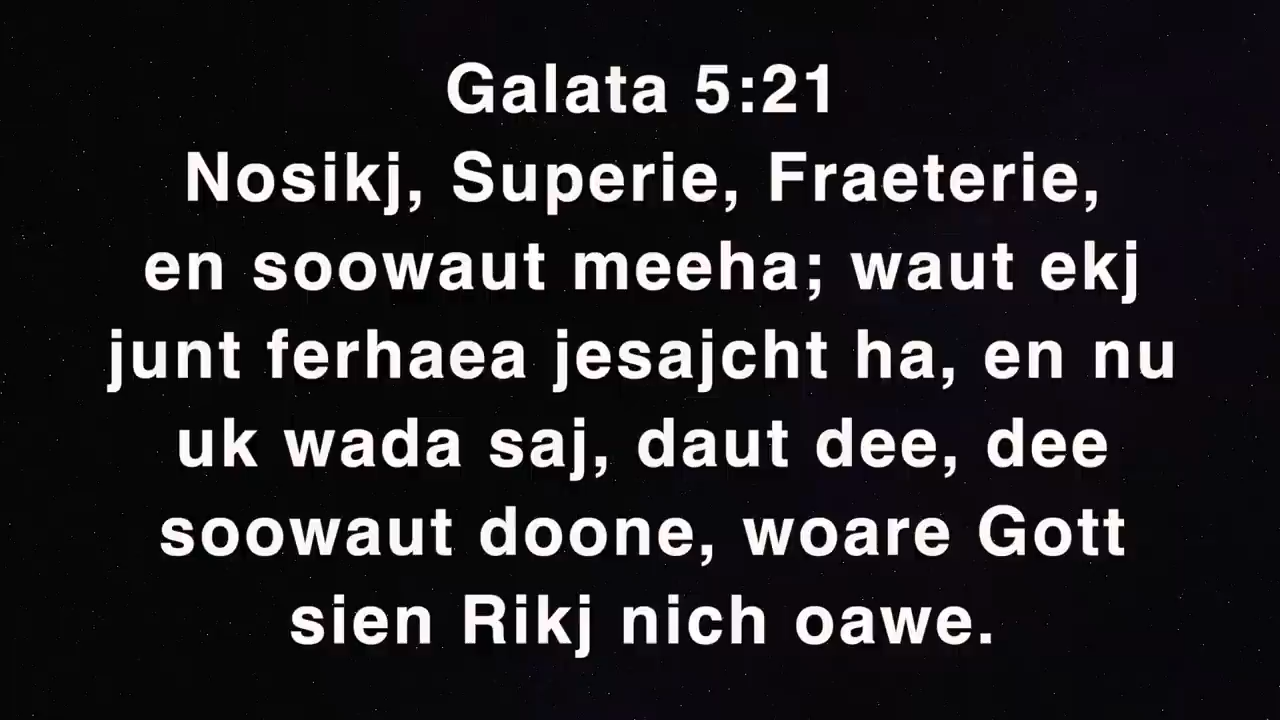 Galata 5:21
Nosikj, Superie, Fraeterie,
en soowaut meeha; waut ekj
junt ferhaea jesajcht ha, en nu
uk wada saj, daut dee, dee
soowaut doone, woare Gott
sien Rikj nich oawe.